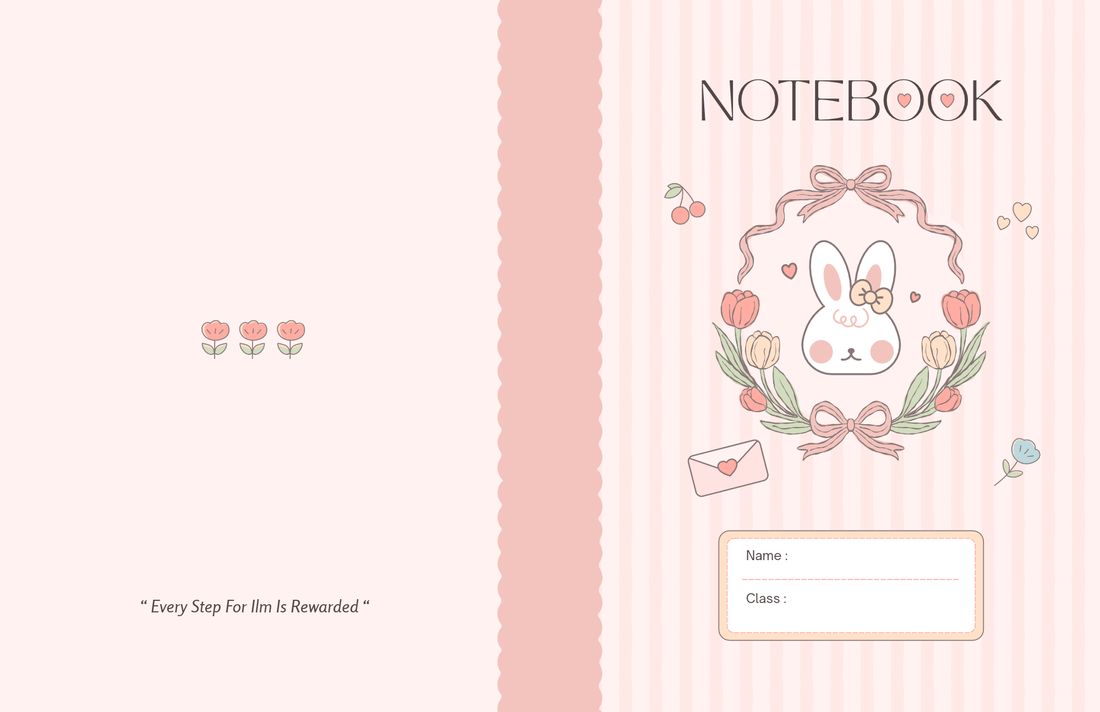 NOTEBOOK
Name :
Class :
“ Every Step For Ilm Is Rewarded “